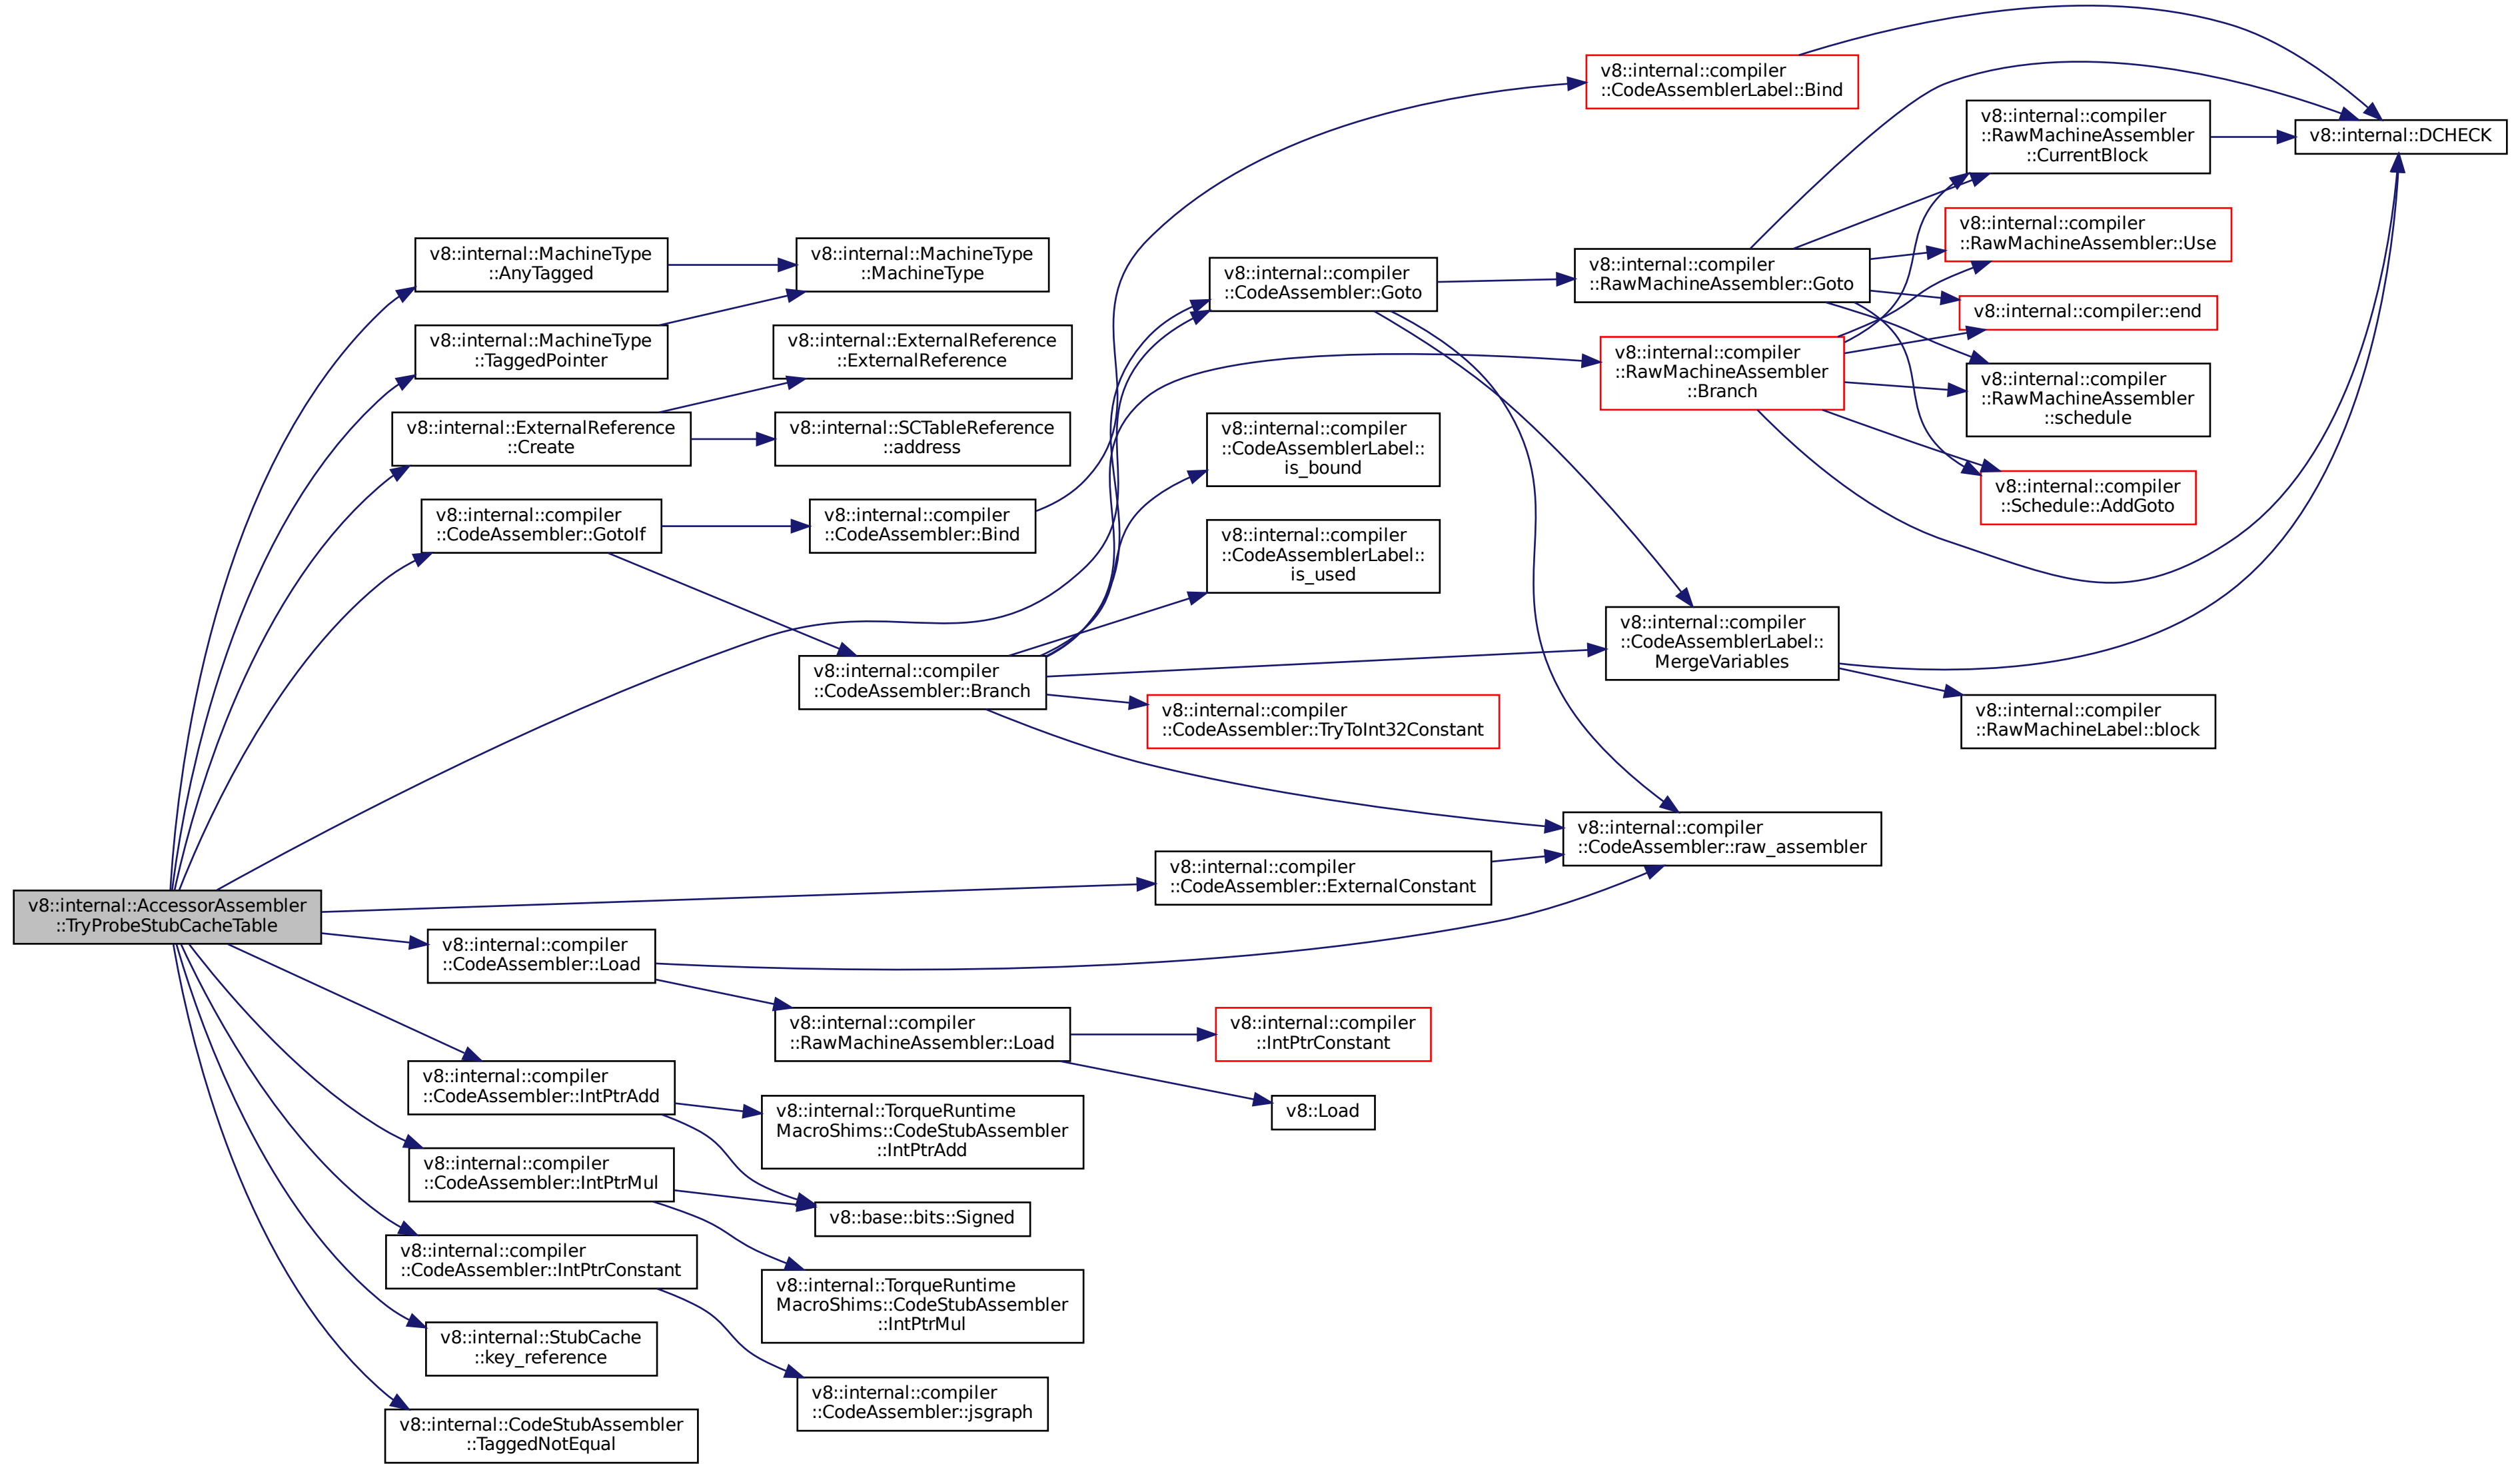 v8::internal::AccessorAssembler
::TryProbeStubCacheTable
v8::internal::MachineType
::AnyTagged
v8::internal::MachineType
::TaggedPointer
v8::internal::ExternalReference
::Create
v8::internal::compiler
::CodeAssembler::GotoIf
v8::internal::compiler
::CodeAssembler::Load
v8::internal::compiler
::CodeAssembler::IntPtrAdd
v8::internal::compiler
::CodeAssembler::IntPtrMul
v8::internal::compiler
::CodeAssembler::IntPtrConstant
v8::internal::StubCache
::key_reference
v8::internal::CodeStubAssembler
::TaggedNotEqual
v8::internal::MachineType
::MachineType
v8::internal::ExternalReference
::ExternalReference
v8::internal::SCTableReference
::address
v8::internal::compiler
::CodeAssembler::Bind
v8::internal::compiler
::CodeAssembler::Branch
v8::internal::compiler
::RawMachineAssembler::Load
v8::internal::TorqueRuntime
MacroShims::CodeStubAssembler
::IntPtrAdd
v8::base::bits::Signed
v8::internal::TorqueRuntime
MacroShims::CodeStubAssembler
::IntPtrMul
v8::internal::compiler
::CodeAssembler::jsgraph
v8::internal::compiler
::CodeAssembler::Goto
v8::internal::compiler
::CodeAssemblerLabel::
is_bound
v8::internal::compiler
::CodeAssemblerLabel::
is_used
v8::internal::compiler
::CodeAssembler::TryToInt32Constant
v8::internal::compiler
::CodeAssembler::ExternalConstant
v8::internal::compiler
::IntPtrConstant
v8::Load
v8::internal::compiler
::CodeAssemblerLabel::Bind
v8::internal::compiler
::RawMachineAssembler::Goto
v8::internal::compiler
::RawMachineAssembler
::Branch
v8::internal::compiler
::CodeAssemblerLabel::
MergeVariables
v8::internal::compiler
::CodeAssembler::raw_assembler
v8::internal::compiler
::RawMachineAssembler
::CurrentBlock
v8::internal::compiler
::RawMachineAssembler::Use
v8::internal::compiler::end
v8::internal::compiler
::RawMachineAssembler
::schedule
v8::internal::compiler
::Schedule::AddGoto
v8::internal::compiler
::RawMachineLabel::block
v8::internal::DCHECK